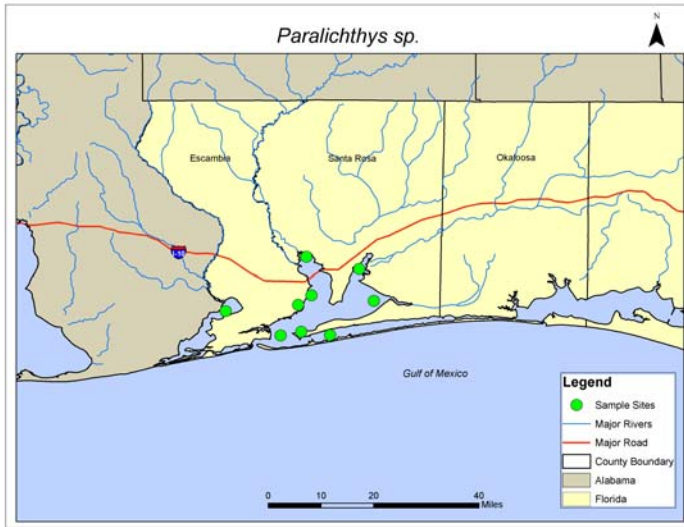 Paralichthys sp.
N
Escambia
Santa Rosa
Okaloosa
I-10
Gulf of Mexico
Legend
Sample Sites
Major Rivers
Major Road
County Boundary
Alabama
Florida
0 10 20 40
Miles